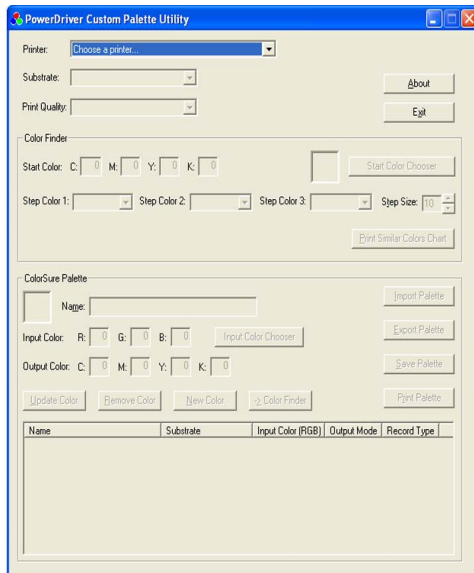 PowerDriver Custom Palette Utility
Printer: Choose a printer...
Substrate:
About
Print Quality:
Exit
Color Finder
Start Color: C: 0 M: 0 Y: 0 K: 0 Start Color Chooser
Step Color 1: Step Color 2: Step Color 3: Step Size: 10
Print Similar Colors Chart
ColorSure Palette
Import Palette
Name:
Input Color: R: 0 G: 0 B: 0 Input Color Chooser Export Palette
Output Color: C: 0 M: 0 Y: 0 K: 0 Save Palette
Update Color Remove Color New Color -> Color Finder Print Palette
Name Substrate Input Color (RGB) Output Mode Record Type